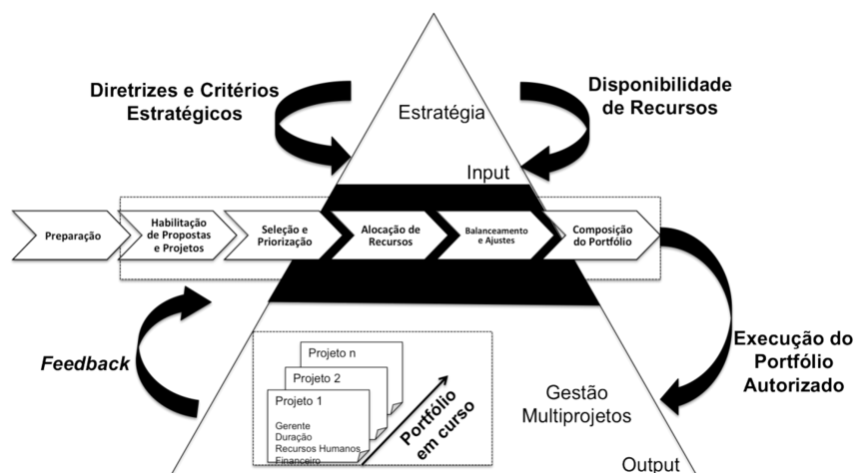 Diretrizes e Critérios
Estratégicos
Estratégia
Disponibilidade
de Recursos
Input
Preparação
Habilitação
de Propostas
e Projetos
Seleção e
Priorização
Alocação de
Recursos
Balanceamento
e Ajustes
Composição
do Portfólio
Feedback
Projeto n
Projeto 2
Projeto 1
Gerente
Duração
Recursos Humanos
Financeiro
Portfólio
em curso
Gestão
Multiprojetos
Execução do
Portfólio
Autorizado
Output